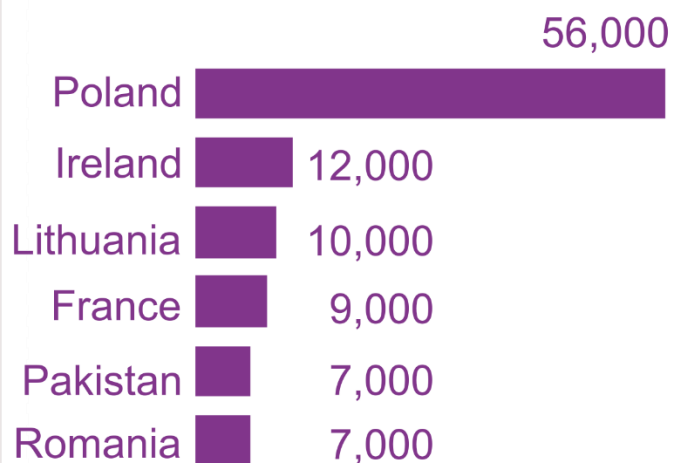 56,000
Poland
Ireland 12,000
Lithuania 10,000
France 9,000
Pakistan 7,000
Romania 7,000